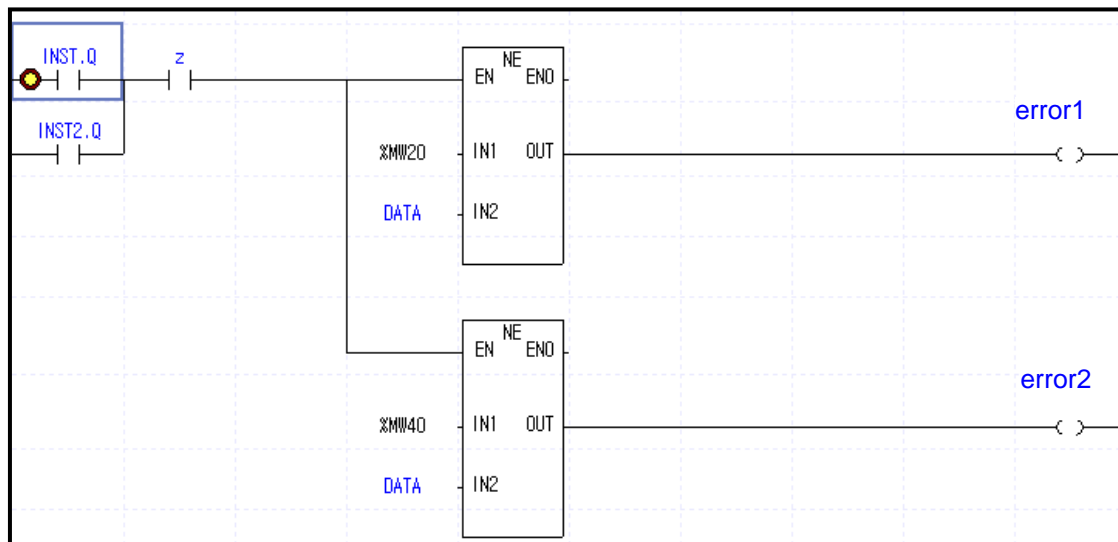 INST.Q
z
NE
EN ENO
error1
INST2.Q
%MW20 IN1 OUT
DATA IN2
NE
EN ENO
error2
%MW40 IN1 OUT
DATA IN2